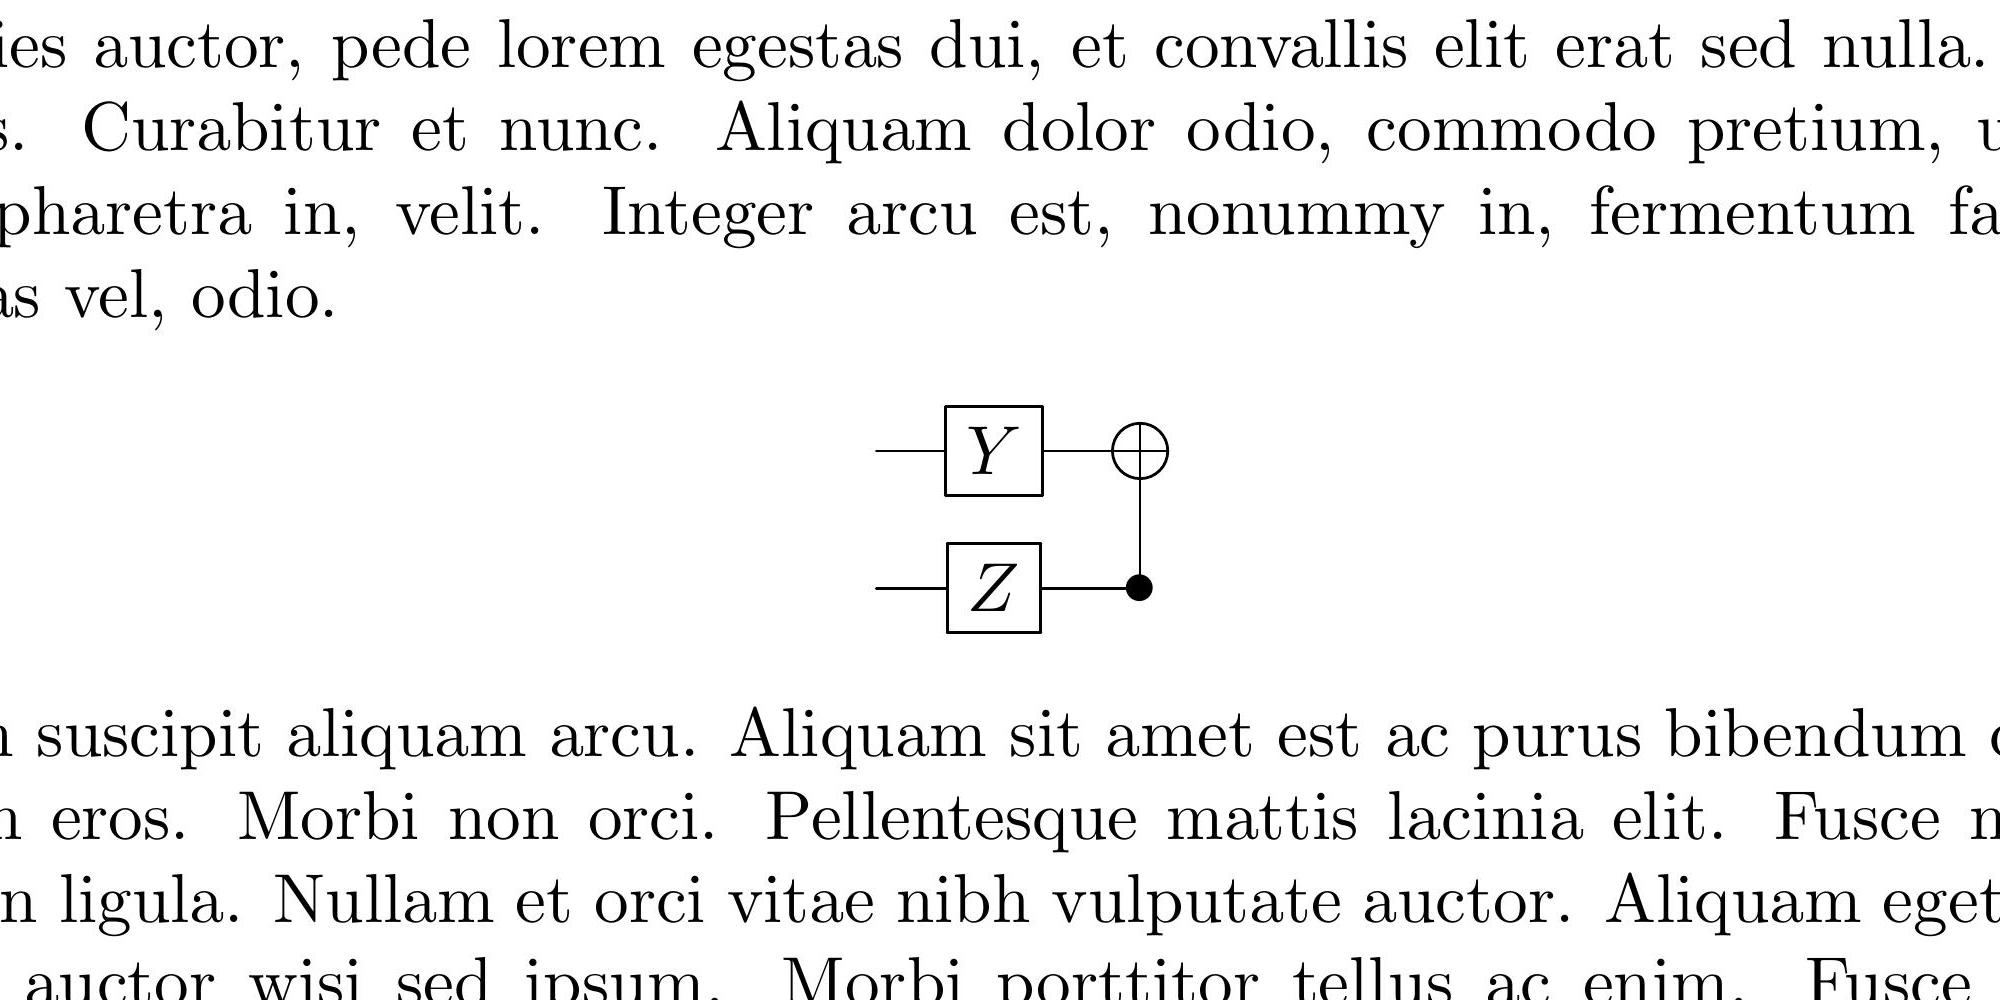 ies auctor, pede lorem egestas dui, et convallis elit erat sed nulla.
s. Curabitur et nunc. Aliquam dolor odio, commodo pretium, u
pharetra in, velit. Integer arcu est, nonummy in, fermentum fa
as vel, odio.
Y
Z
suscipit aliquam arcu. Aliquam sit amet est ac purus bibendum
eros. Morbi non orci. Pellentesque mattis lacinia elit. Fusce
n ligula. Nullam et orci vitae nibh vulputate auctor. Aliquam eget
auctor wisi sed ipsum. Morbi porttitor tellus ac enim. Fusce